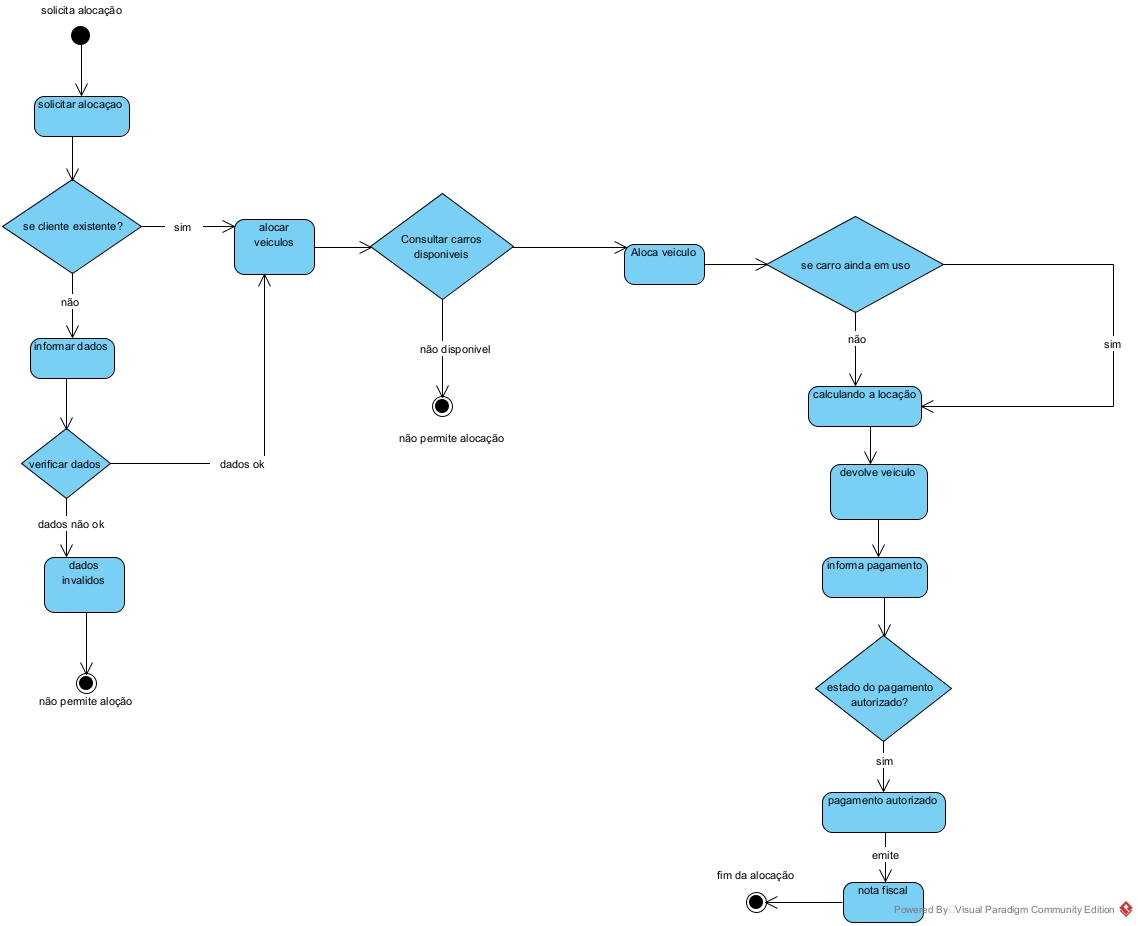 solicita alocação
solicitar alocaçao
se cliente existente?
sim
não
informar dados
verificar dados
dados ok
dados não ok
dados
invalidos
não permite aloção
alocar
veiculos
Consultar carros
disponiveis
não disponivel
não permite alocação
Aloca veiculo
se carro ainda em uso
sim
não
calculando a locação
devolve veiculo
informa pagamento
estado do pagamento
autorizado?
sim
pagamento autorizado
emite
nota fiscal
fim da alocação
Powered By Visual Paradigm Community Edition